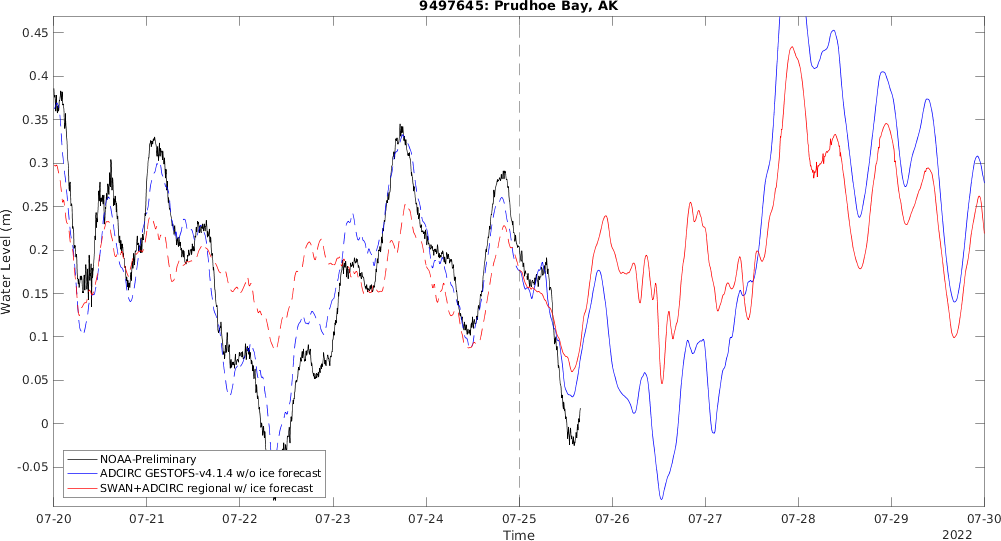 9497645: Prudhoe Bay, AK
0.45
0.4
0.35
0.3
0.25
0.2
0.15
0.1
0.05
0
-0.05
Water Level (m)
NOAA-Preliminary
ADCIRC GESTOFS-v4.1.4 w/o ice forecast
SWAN+ADCIRC regional w/ ice forecast
07-20 07-21 07-22 07-23 07-24 07-25 07-26 07-27 07-28 07-29 07-30
Time
2022